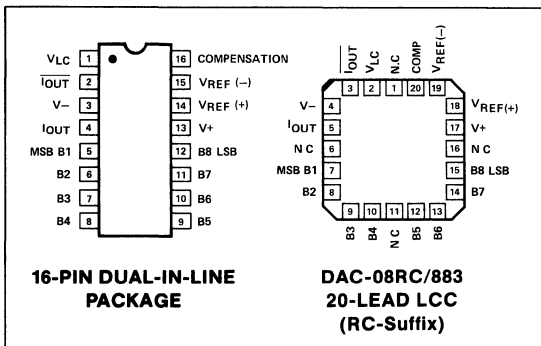 VLC 1 16 COMPENSATION
IOUT 2 15 VREF (–)
V– 3 14 VREF (+)
IOUT 4 13 V+
MSB B1 5 12 B8 LSB
B2 6 11 B7
B3 7 10 B6
B4 8 9 B5
16-PIN DUAL-IN-LINE
PACKAGE
IOUT VLC N.C COMP VREF(–)
3 2 1 20 19
V– 4 18 VREF(+)
IOUT 5 17 V+
N C 6 16 N C
MSB B1 7 15 B8 LSB
B2 8 14 B7
9 10 11 12 13
B3 B4 N C B5 B6
DAC-08RC/883
20-LEAD LCC
(RC-Suffix)